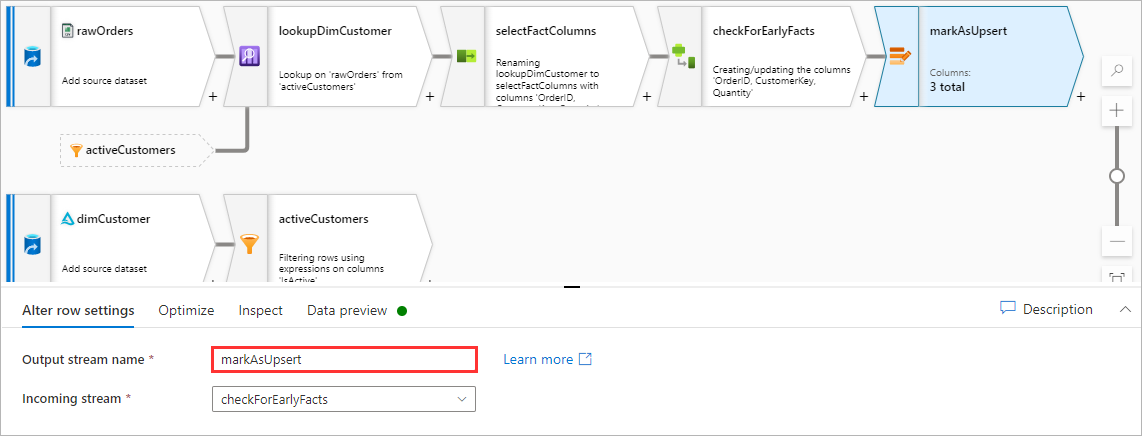 rawOrders
Add source dataset
+
lookupDimCustomer
Lookup on 'rawOrders' from
'activeCustomers'
+
selectFactColumns
Renaming
lookupDimCustomer to
selectFactColumns with
columns 'OrderID,
+
checkForEarlyFacts
Creating/updating the columns
'OrderID, CustomerKey,
Quantity'
+
markAsUpsert
Columns:
3 total
+
activeCustomers
dimCustomer
Add source dataset
activeCustomers
Filtering rows using
expressions on columns
'isActive'
Alter row settings
Optimize
Inspect
Data preview
Description
Output stream name *
markAsUpsert
Learn more
Incoming stream *
checkForEarlyFacts